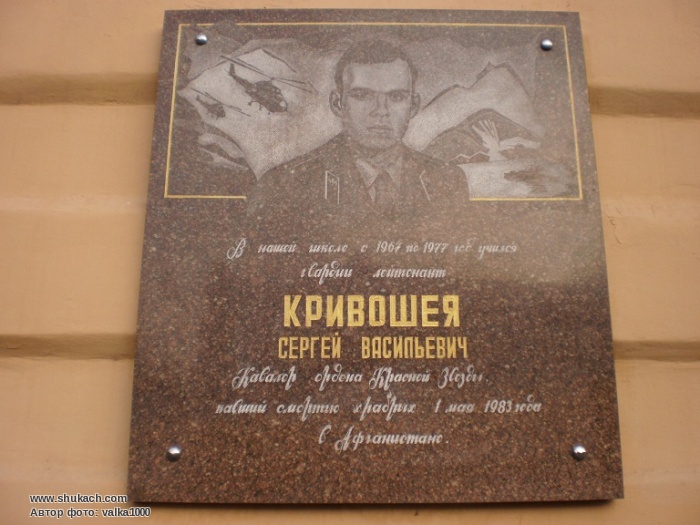 В нашей школе с 1967 по 1977 год учился
гвардии лейтенант
КРИВОШЕЯ
СЕРГЕЙ ВАСИЛЬЕВИЧ
Кавалер ордена Красной Звезды,
павший смертью храбрых 1 мая 1983 года
в Афганистане.
www.shukach.com
Автор фото: valka1000